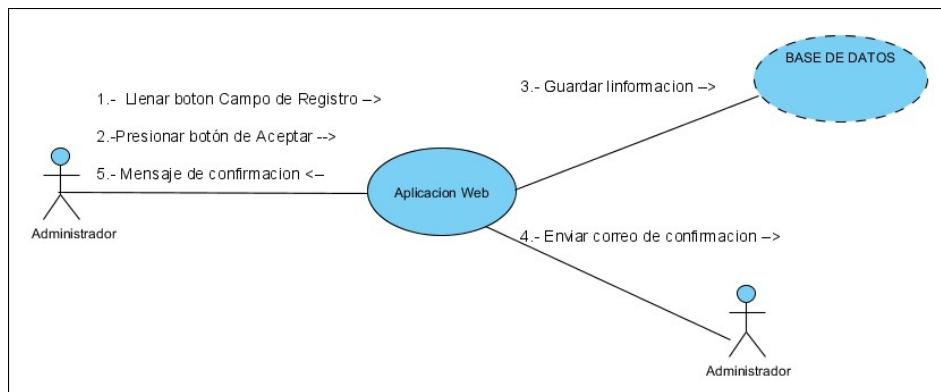 BASE DE DATOS
3.- Guardar linformacion –>
1.- Llenar boton Campo de Registro –>
2.-Presionar botón de Aceptar -->
5.- Mensaje de confirmacion <–
Aplicacion Web
Administrador
4.- Enviar correo de confirmacion –>
Administrador